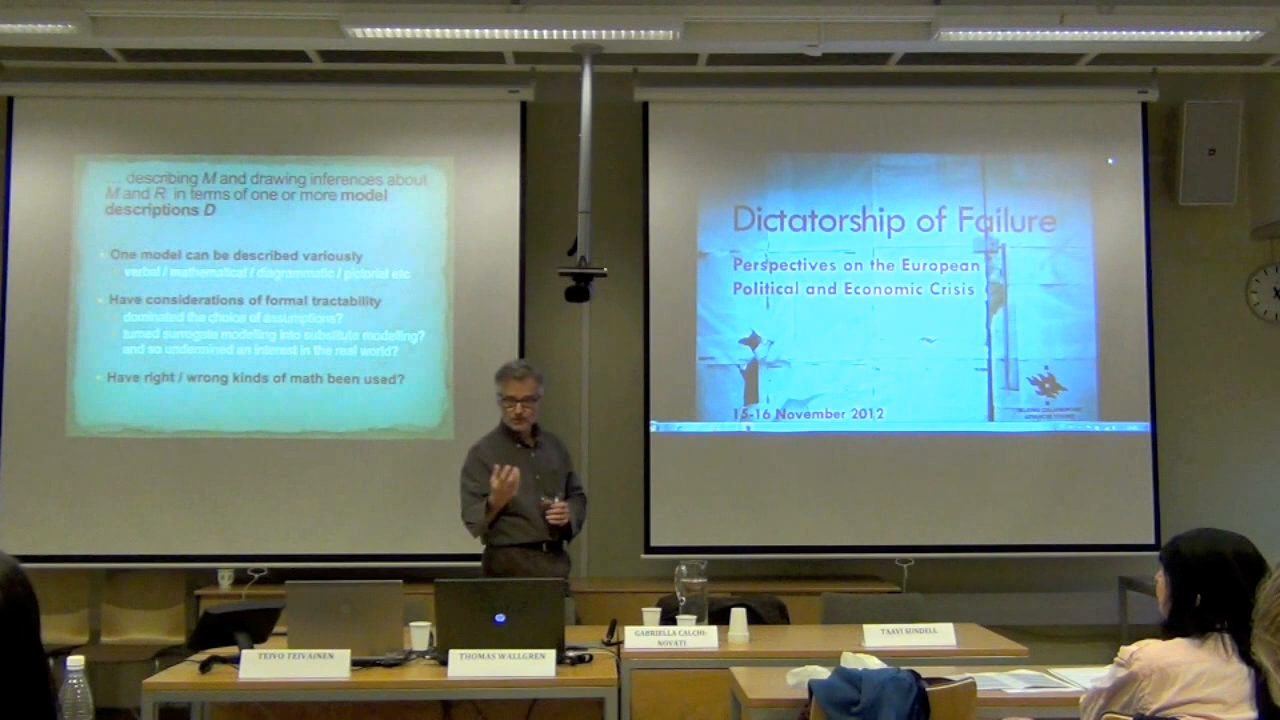 ... describing M and drawing inferences about
M and R in terms of one or more model
descriptions D
One model can be described variously
verbal / mathematical / diagrammatic / pictorial etc
Have considerations of formal tractability
dominated the choice of assumptions?
turned surrogate modelling into substitute modelling?
and so undermined an interest in the real world?
Have right / wrong kinds of math been used?
Dictatorship of Failure
Perspectives on the European
Political and Economic Crisis
15-16 November 2012
GABRIELLA CALCHI-
NOVATI
TAAVI SUNDELL
TEIVO TEIVAINEN
THOMAS WALLGREN
hp